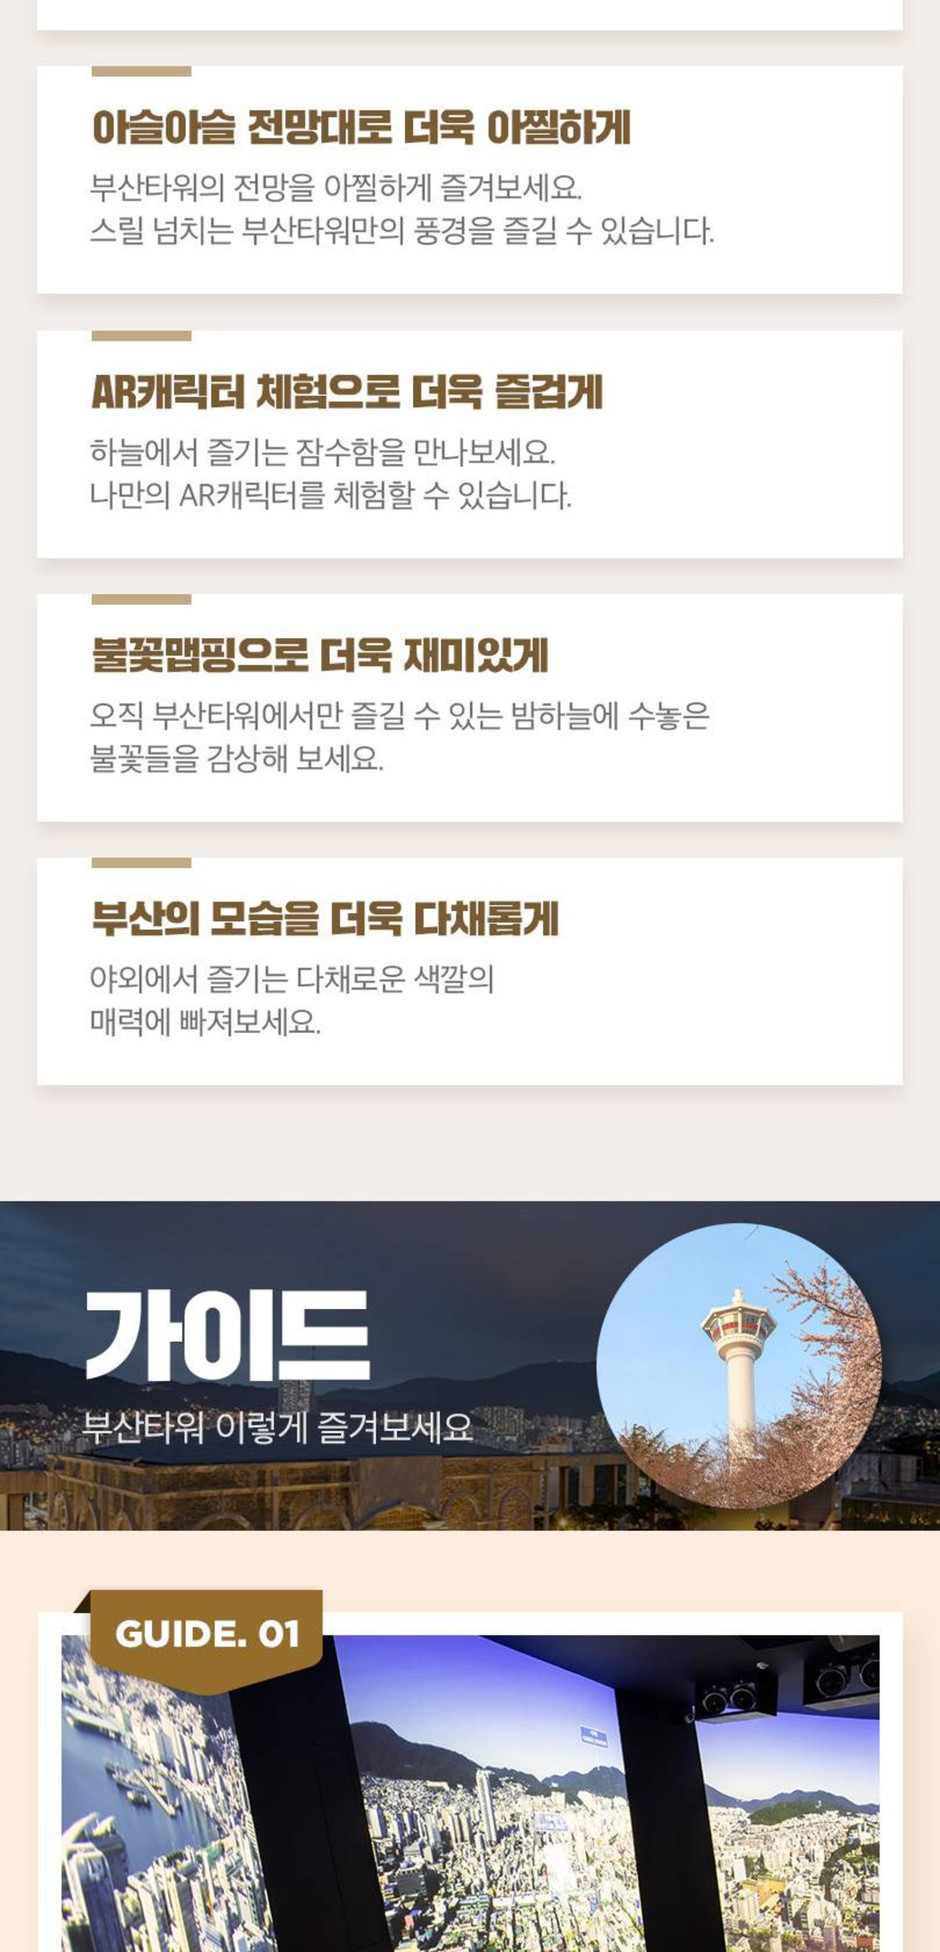 아슬아슬 전망대로 더욱 아찔하게
부산타워의 전망을 아찔하게 즐겨보세요.
스릴 넘치는 부산타워만의 풍경을 즐길 수 있습니다.
AR캐릭터 체험으로 더욱 즐겁게
하늘에서 즐기는 잠수함을 만나보세요.
나만의 AR캐릭터를 체험할 수 있습니다.
불꽃맵핑으로 더욱 재미있게
오직 부산타워에서만 즐길 수 있는 밤하늘에 수놓은
불꽃들을 감상해 보세요.
부산의 모습을 더욱 다채롭게
야외에서 즐기는 다채로운 색깔의
매력에 빠져보세요.
가이드
부산타워 이렇게 즐겨보세요
GUIDE. 01